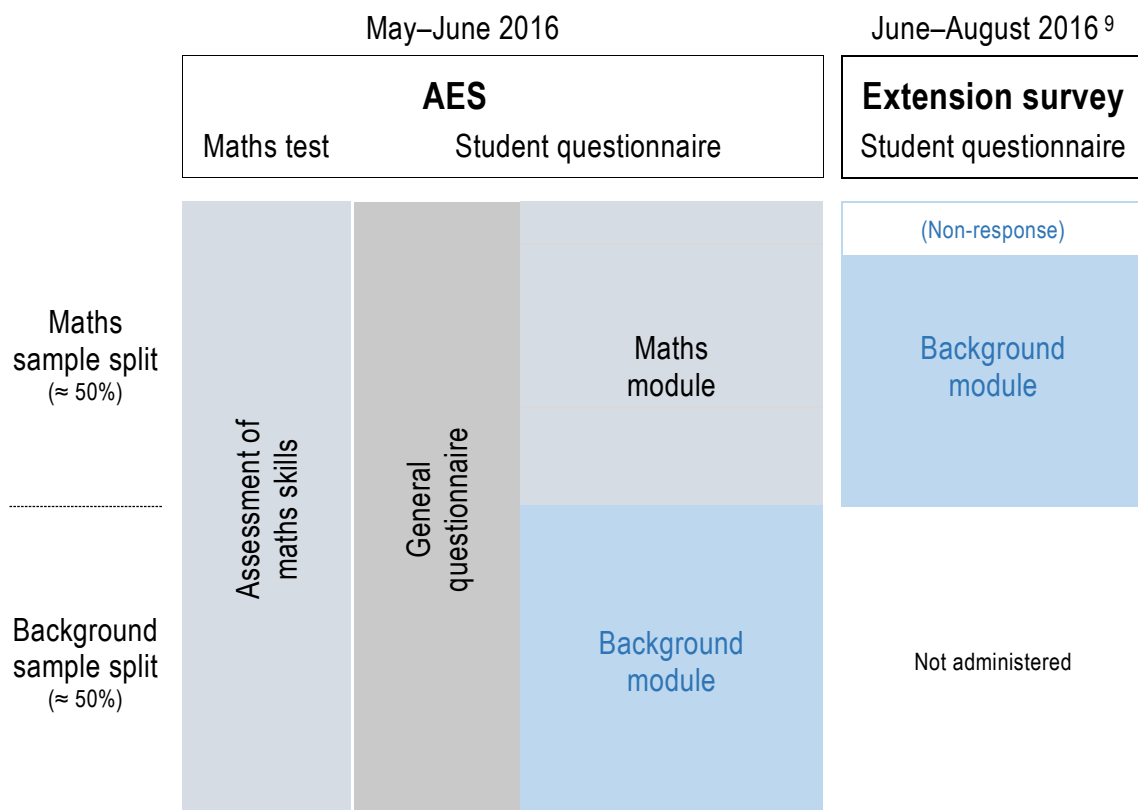 May–June 2016
June–August 2016 9
AES
Extension survey
Maths test
Student questionnaire
Student questionnaire
(Non-response)
Maths
sample split
(≈ 50%)
Assessment of
maths skills
General
questionnaire
Maths
module
Background
module
Background
sample split
(≈ 50%)
Background
module
Not administered